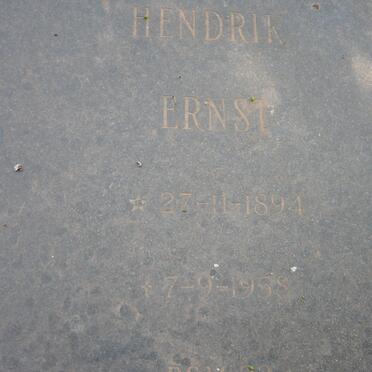 HENDRIK
ERNST
* 27-11-1894
† 7-9-1958